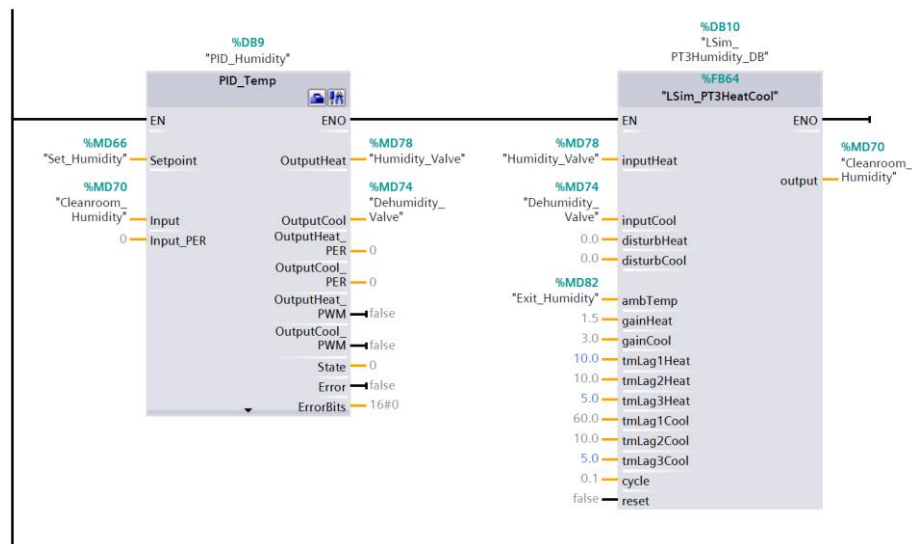 %DB9
"PID_Humidity"
PID_Temp
EN
ENO
%MD66
"Set_Humidity"
Setpoint
%MD70
"Cleanroom_
Humidity"
Input
0
Input_PER
OutputHeat
%MD78
"Humidity_Valve"
OutputCool
%MD74
"Dehumidity_
Valve"
OutputHeat_
PER
0
OutputCool_
PER
0
OutputHeat_
PWM
false
OutputCool_
PWM
false
State
0
Error
false
ErrorBits
16#0
%DB10
"LSim_
PT3Humidity_DB"
%FB64
"LSim_PT3HeatCool"
EN
ENO
%MD78
"Humidity_Valve"
inputHeat
%MD74
"Dehumidity_
Valve"
inputCool
0.0
disturbHeat
0.0
disturbCool
%MD82
"Exit_Humidity"
ambTemp
1.5
gainHeat
3.0
gainCool
10.0
tmLag1Heat
10.0
tmLag2Heat
5.0
tmLag3Heat
60.0
tmLag1Cool
10.0
tmLag2Cool
5.0
tmLag3Cool
0.1
cycle
false
reset
output
%MD70
"Cleanroom_
Humidity"